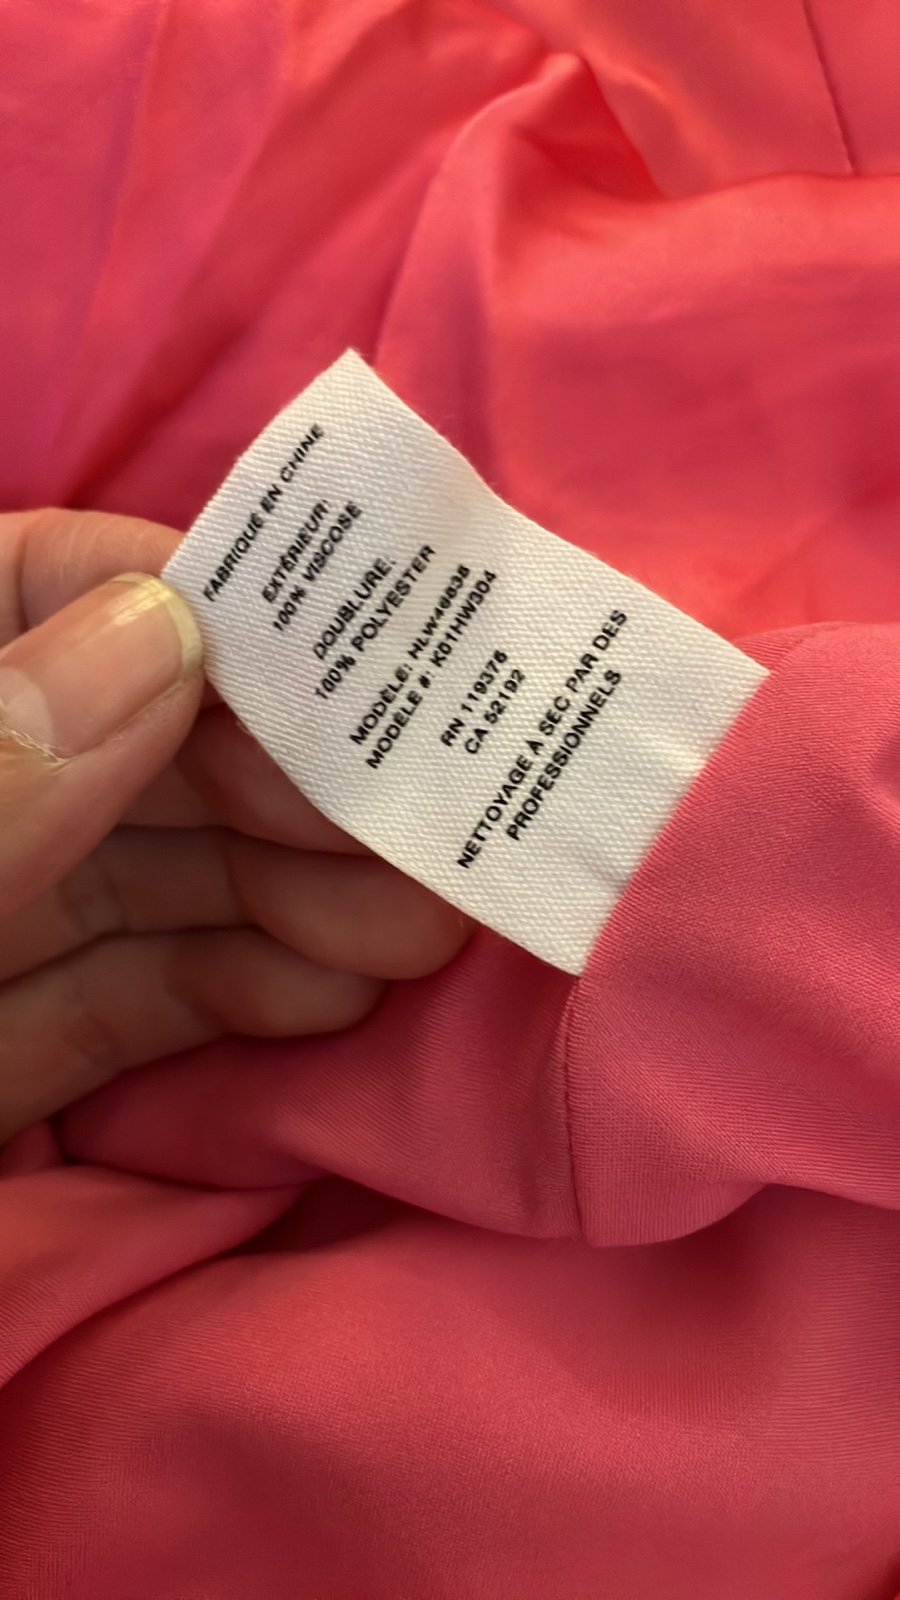 FABRIQUÉ EN CHINE
EXTÉRIEUR:
100% VISCOSE
DOUBLURE:
100% POLYESTER
MODÈLE: HLW46836
MODÈLE #: K01HW304
RN 119376
CA 52192
NETTOYAGE À SEC PAR DES
PROFESSIONNELS